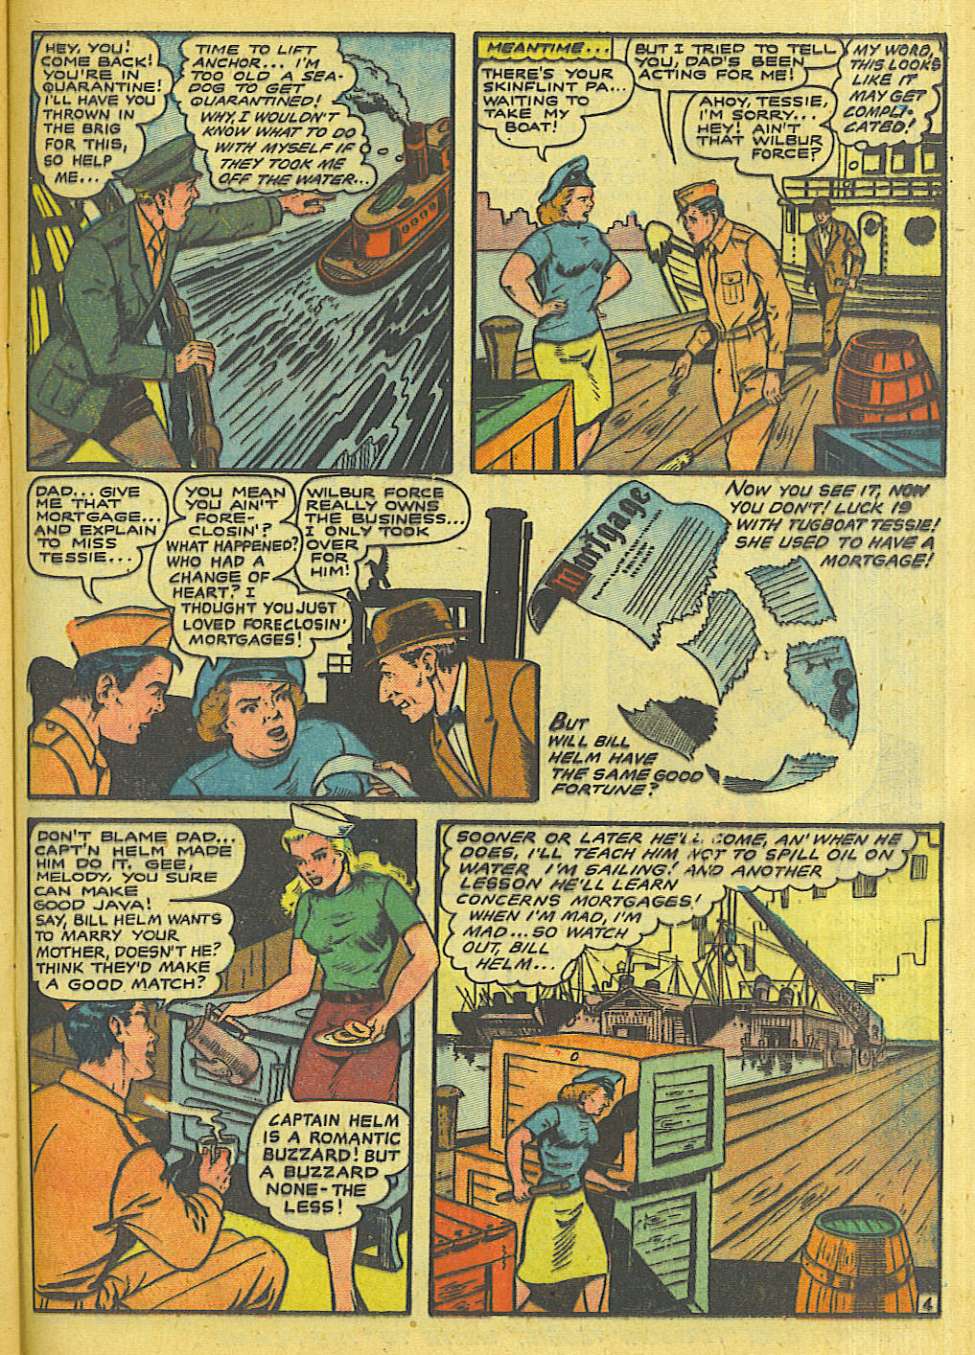 HEY, YOU!
COME BACK!
YOU'RE IN
QUARANTINE!
I'LL HAVE YOU
THROWN IN
THE BRIG
FOR THIS,
SO HELP
ME...
TIME TO LIFT
ANCHOR... I'M
TOO OLD A SEA-
DOG TO GET
QUARANTINED!
WHY, I WOULDN'T
KNOW WHAT TO DO
WITH MYSELF IF
THEY TOOK ME
OFF THE WATER...
MEANTIME...
THERE'S YOUR
SKINFLINT PA...
WAITING TO
TAKE MY
BOAT!
BUT I TRIED TO TELL
YOU, DAD'S BEEN
ACTING FOR ME!
AHOY, TESSIE,
I'M SORRY...
HEY! AIN'T
THAT WILBUR
FORCE?
MY WORD,
THIS LOOKS
LIKE IT
MAY GET
COMPLI-
CATED!
DAD... GIVE
ME THAT
MORTGAGE...
AND EXPLAIN
TO MISS
TESSIE...
YOU MEAN
YOU AIN'T
FORE-
CLOSIN'?
WHAT HAPPENED?
WHO HAD A
CHANGE OF
HEART? I
THOUGHT YOU JUST
LOVED FORECLOSIN'
MORTGAGES!
WILBUR FORCE
REALLY OWNS
THE BUSINESS...
I ONLY TOOK
OVER
FOR
HIM!
Mortgage
NOW YOU SEE IT, NOW
YOU DON'T! LUCK IS
WITH TUGBOAT TESSIE!
SHE USED TO HAVE A
MORTGAGE!
BUT
WILL BILL
HELM HAVE
THE SAME GOOD
FORTUNE?
DON'T BLAME DAD...
CAPT'N HELM MADE
HIM DO IT. GEE,
MELODY, YOU SURE
CAN MAKE
GOOD JAVA!
SAY, BILL HELM WANTS
TO MARRY YOUR
MOTHER, DOESN'T HE?
THINK THEY'D MAKE
A GOOD MATCH?
CAPTAIN HELM
IS A ROMANTIC
BUZZARD! BUT
A BUZZARD
NONE-THE
LESS!
SOONER OR LATER HE'LL COME, AN' WHEN HE
DOES, I'LL TEACH HIM NOT TO SPILL OIL ON
WATER I'M SAILING! AND ANOTHER
LESSON HE'LL LEARN
CONCERNS MORTGAGES!
WHEN I'M MAD, I'M
MAD...SO WATCH
OUT, BILL
HELM...
4